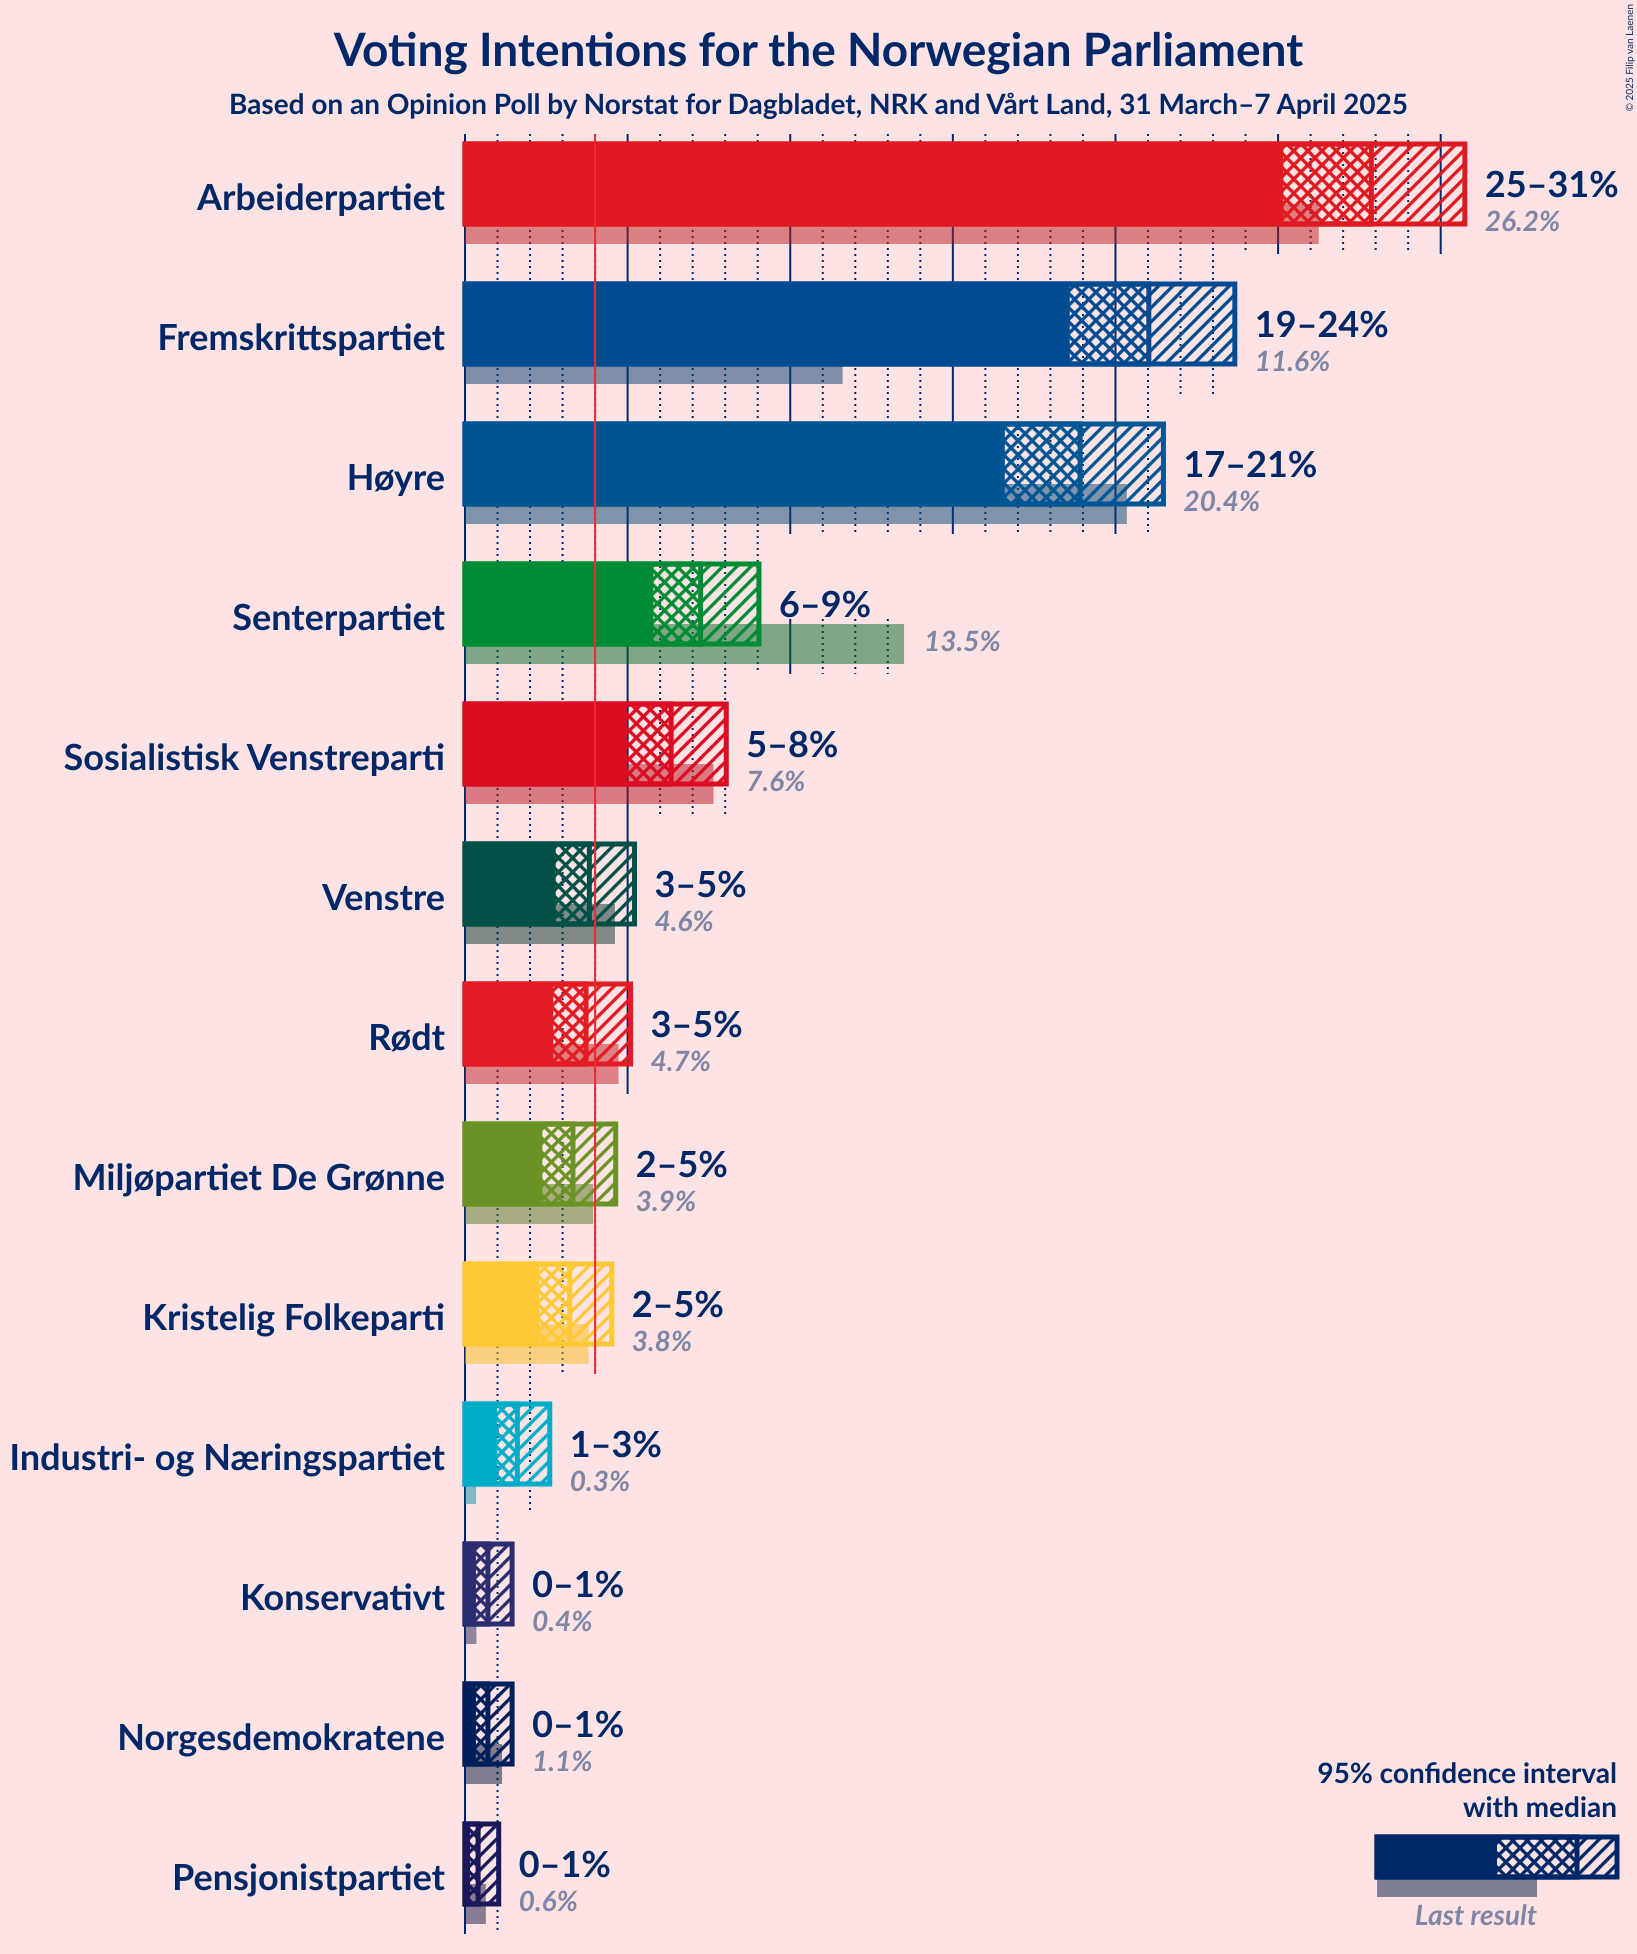 Voting Intentions for the Norwegian Parliament
Based on an Opinion Poll by Norstat for Dagbladet, NRK and Vårt Land, 31 March–7 April 2025
© 2025 Filip van Laenen
Arbeiderpartiet
25–31%
26.2%
Fremskrittspartiet
19–24%
11.6%
Høyre
17–21%
20.4%
Senterpartiet
6–9%
13.5%
Sosialistisk Venstreparti
5–8%
7.6%
Venstre
3–5%
4.6%
Rødt
3–5%
4.7%
Miljøpartiet De Grønne
2–5%
3.9%
Kristelig Folkeparti
2–5%
3.8%
Industri- og Næringspartiet
1–3%
0.3%
Konservativt
0–1%
0.4%
Norgesdemokratene
0–1%
1.1%
Pensjonistpartiet
0–1%
0.6%
95% confidence interval
with median
Last result